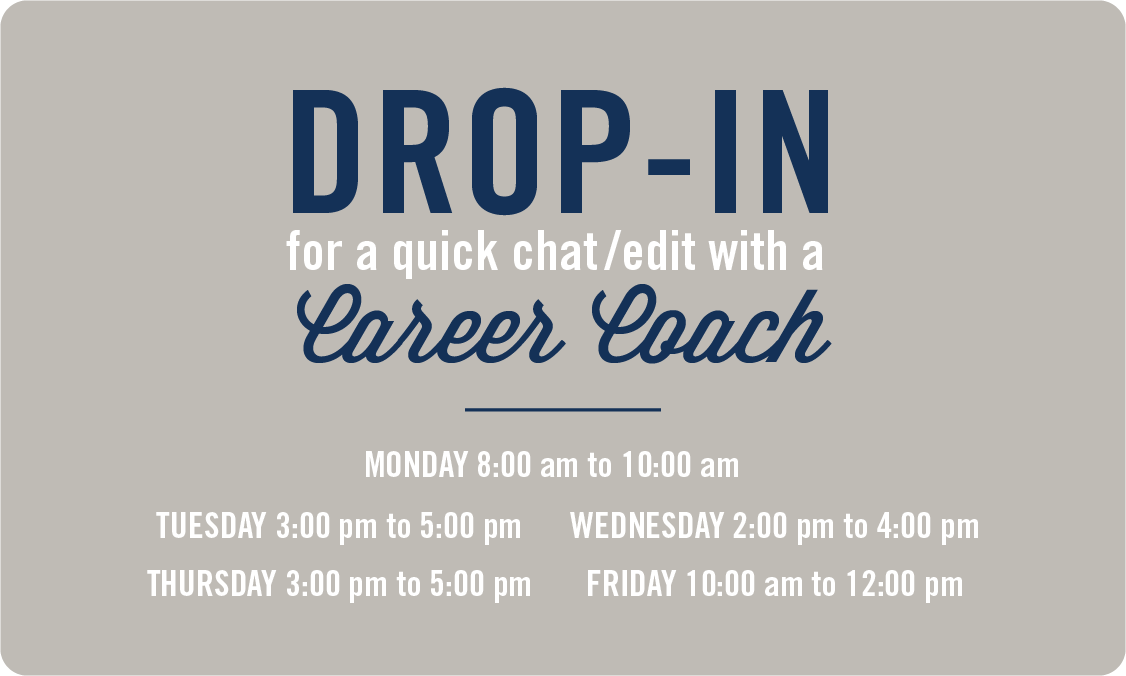 DROP-IN
for a quick chat/edit with a
Career Coach
MONDAY 8:00 am to 10:00 am
TUESDAY 3:00 pm to 5:00 pm WEDNESDAY 2:00 pm to 4:00 pm
THURSDAY 3:00 pm to 5:00 pm FRIDAY 10:00 am to 12:00 pm